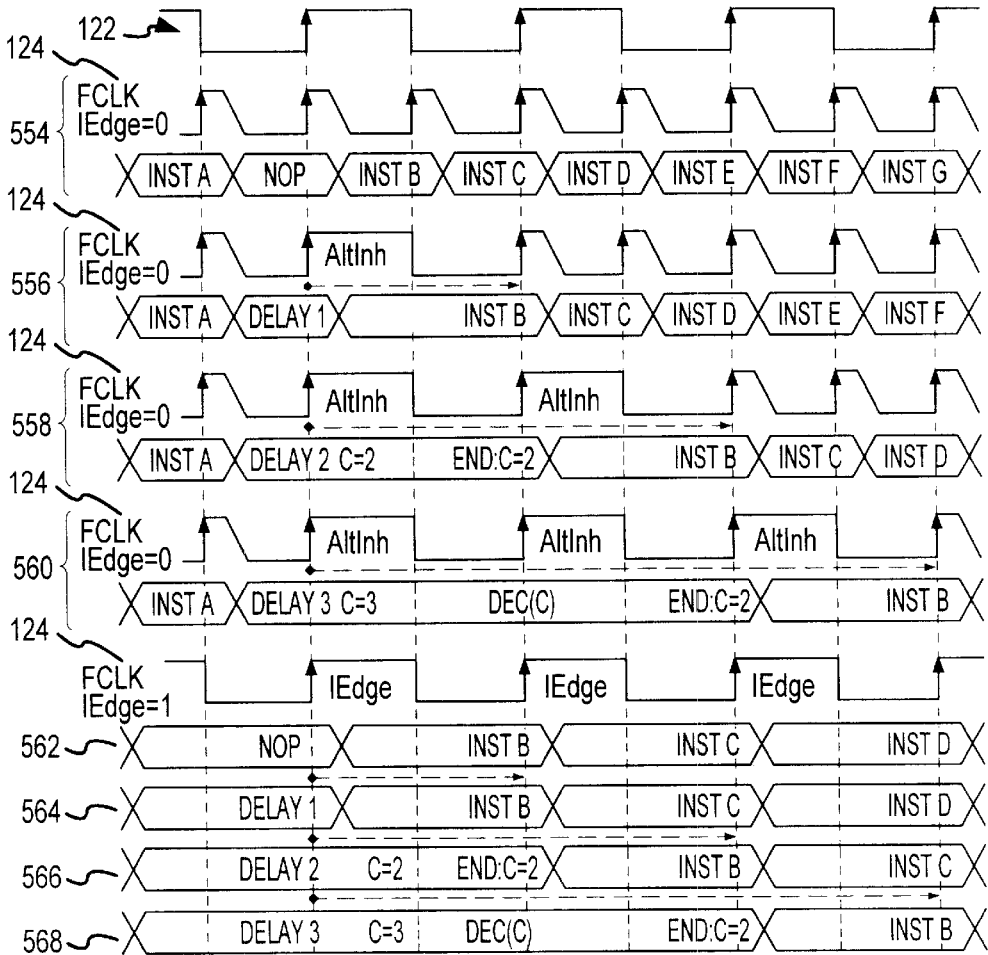 122
124
FCLK
IEdge=0
554
INST A NOP INST B INST C INST D INST E INST F INST G
124
FCLK
IEdge=0
AltInh
556
INST A DELAY 1 INST B INST C INST D INST E INST F
124
FCLK
IEdge=0
AltInh AltInh
558
INST A DELAY 2 C=2 END:C=2 INST B INST C INST D
124
FCLK
IEdge=0
AltInh AltInh AltInh
560
INST A DELAY 3 C=3 DEC(C) END:C=2 INST B
124
FCLK
IEdge=1
IEdge IEdge IEdge
562 NOP INST B INST C INST D
564 DELAY 1 INST B INST C INST D
566 DELAY 2 C=2 END:C=2 INST B INST C
568 DELAY 3 C=3 DEC(C) END:C=2 INST B